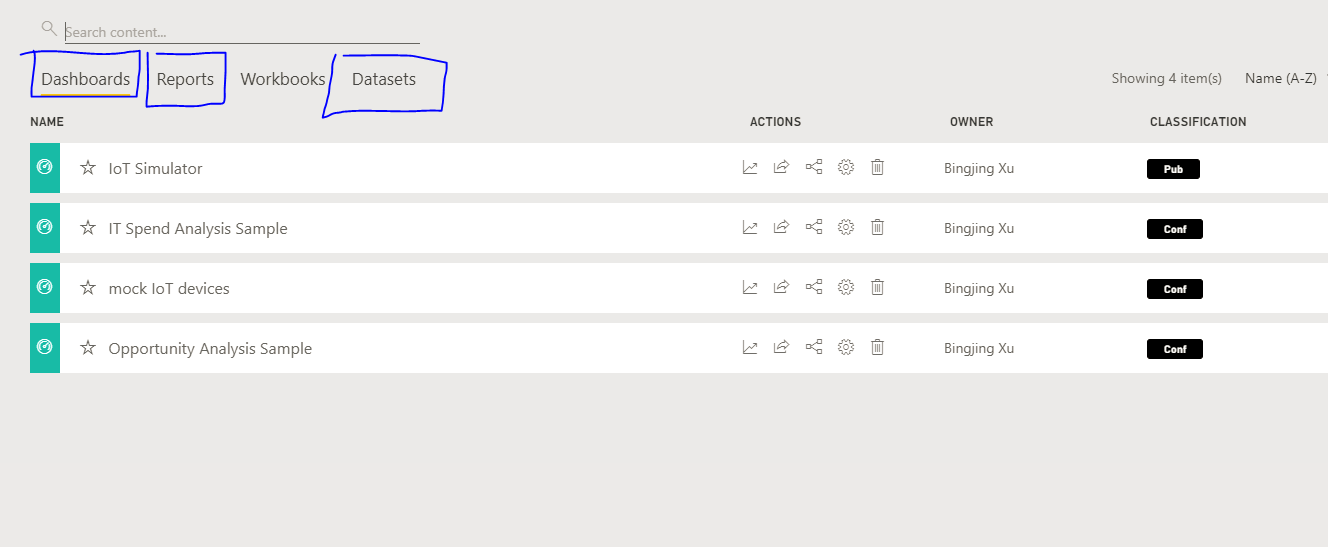 Search content...
Dashboards Reports Workbooks Datasets Showing 4 item(s) Name (A-Z)
NAME ACTIONS OWNER CLASSIFICATION
IoT Simulator Bingjing Xu Pub
IT Spend Analysis Sample Bingjing Xu Conf
mock IoT devices Bingjing Xu Conf
Opportunity Analysis Sample Bingjing Xu Conf